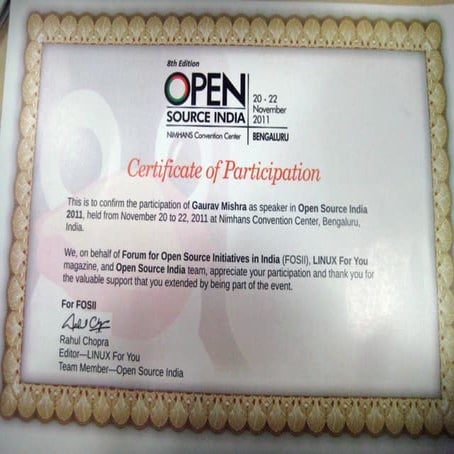 8th Edition
OPEN
SOURCE INDIA
NIMHANS Convention Center
20 - 22
November
2011
BENGALURU
Certificate of Participation
This is to confirm the participation of Gaurav Mishra as speaker in Open Source India
2011, held from November 20 to 22, 2011 at Nimhans Convention Center, Bengaluru,
India.
We, on behalf of Forum for Open Source Initiatives in India (FOSII), LINUX For You
magazine, and Open Source India team, appreciate your participation and thank you for
the valuable support that you extended by being part of the event.
For FOSII
Rahul Chopra
Editor—LINUX For You
Team Member—Open Source India